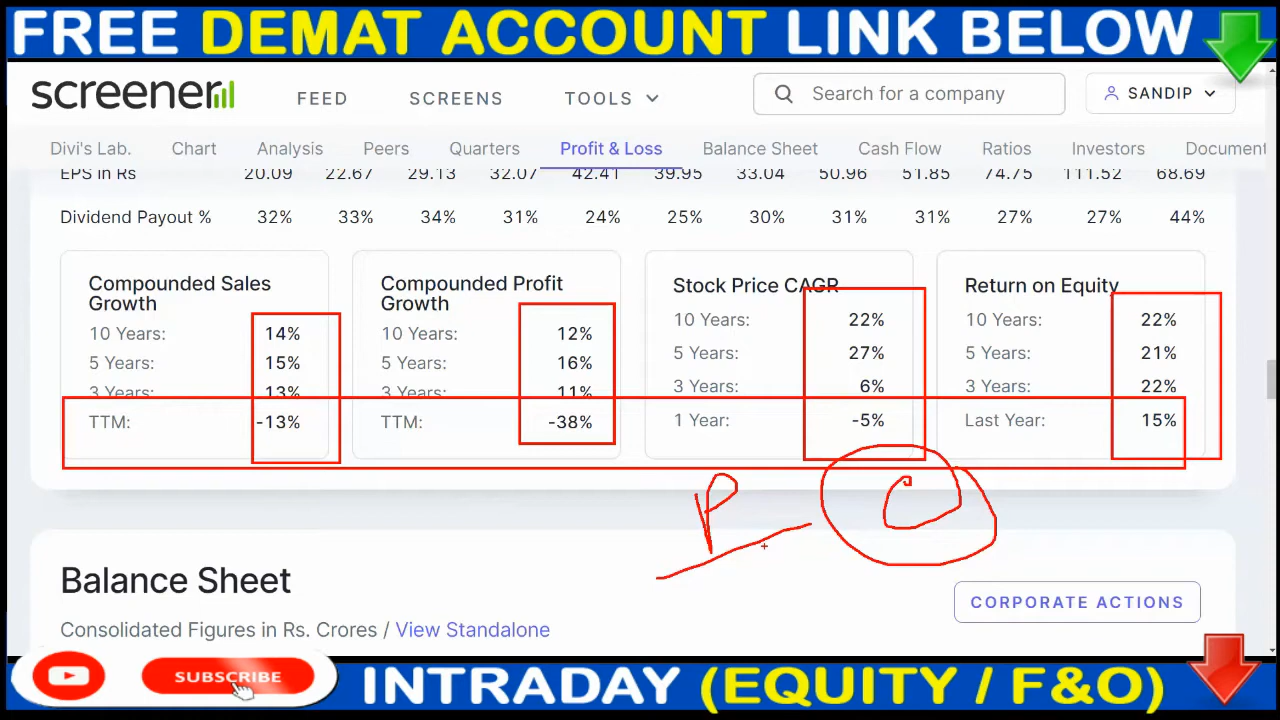 FREE DEMAT ACCOUNT LINK BELOW
screener
FEED SCREENS TOOLS
Search for a company
SANDIP
Divi's Lab. Chart Analysis Peers Quarters Profit & Loss Balance Sheet Cash Flow Ratios Investors Document
EPS in Rs 20.09 22.67 29.13 32.07 42.41 39.95 33.04 50.96 51.85 74.75 111.52 68.69
Dividend Payout % 32% 33% 34% 31% 24% 25% 30% 31% 31% 27% 27% 44%
Compounded Sales
Growth
10 Years: 14%
5 Years: 15%
3 Years: 13%
TTM: -13%
Compounded Profit
Growth
10 Years: 12%
5 Years: 16%
3 Years: 11%
TTM: -38%
Stock Price CAGR
10 Years: 22%
5 Years: 27%
3 Years: 6%
1 Year: -5%
Return on Equity
10 Years: 22%
5 Years: 21%
3 Years: 22%
Last Year: 15%
P
Balance Sheet
CORPORATE ACTIONS
Consolidated Figures in Rs. Crores / View Standalone
SUBSCRIBE
INTRADAY (EQUITY / F&O)